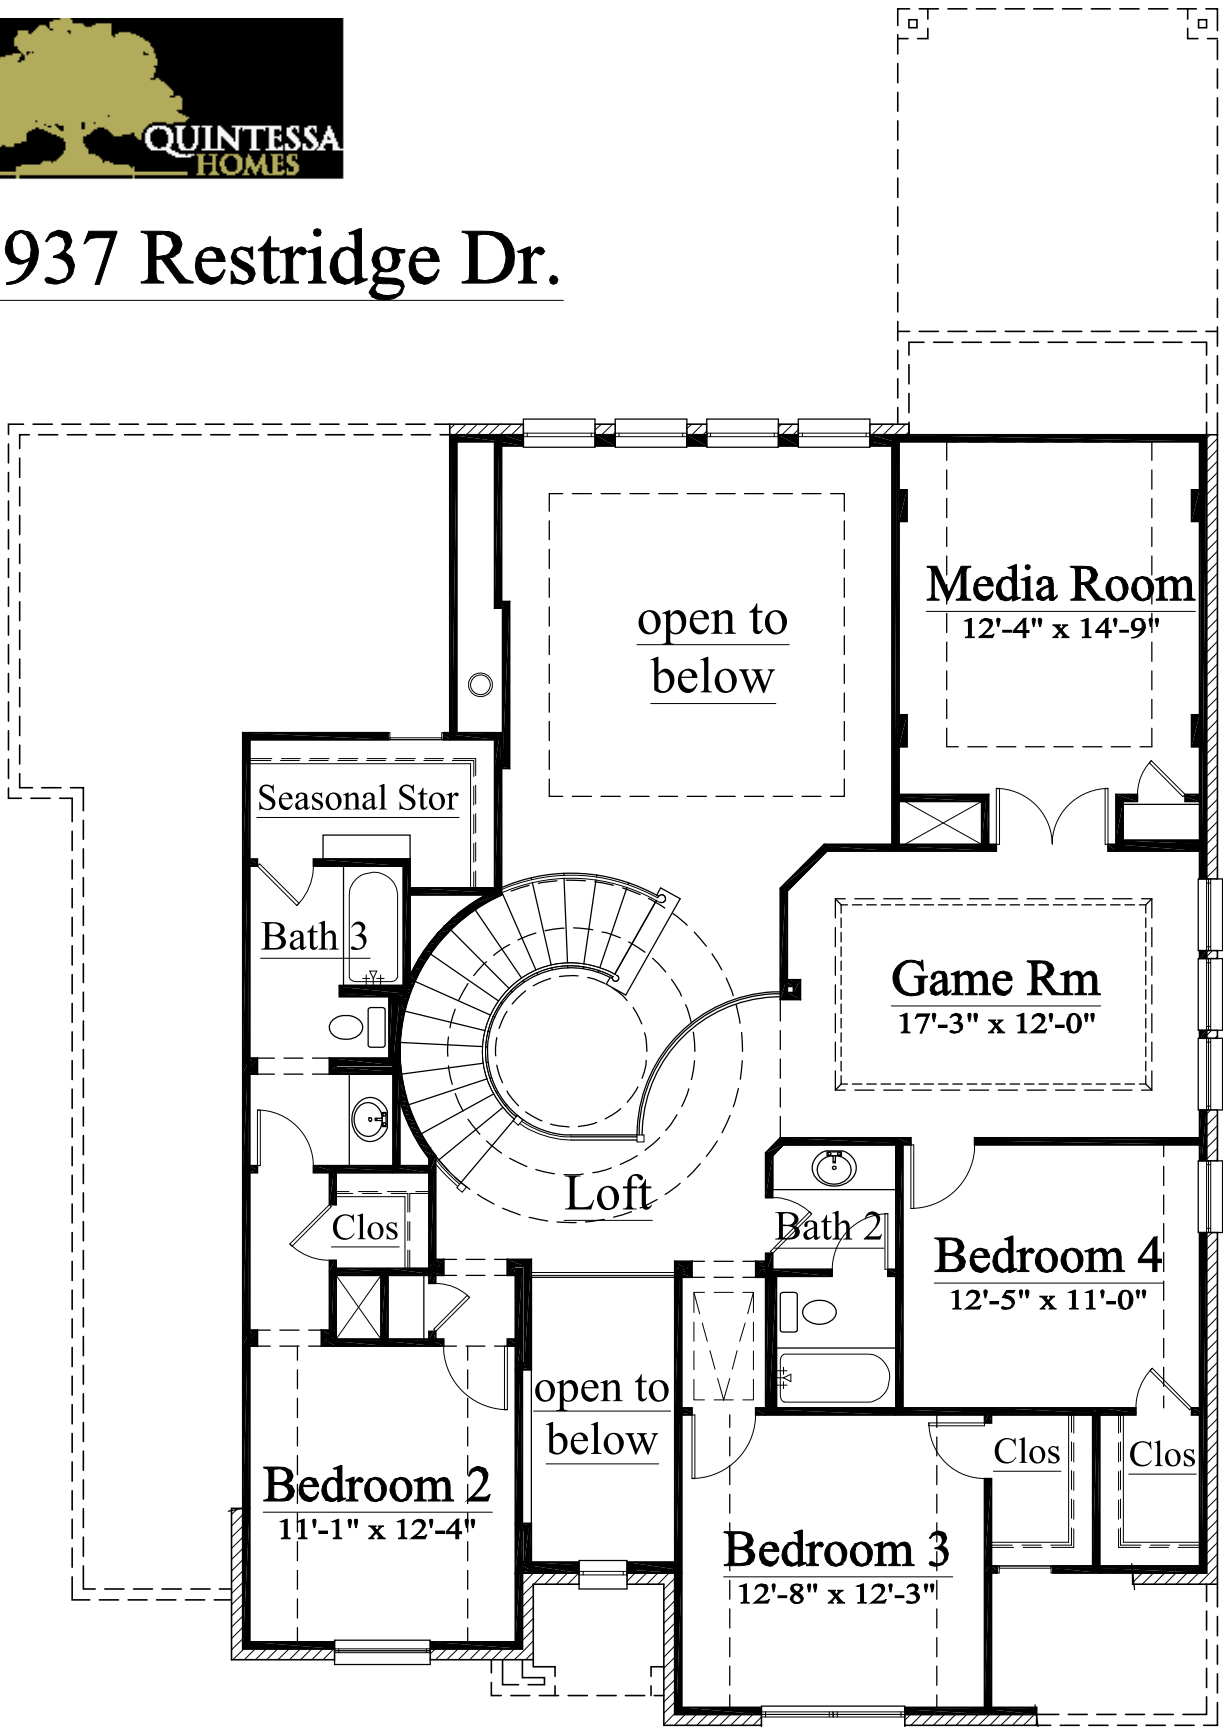 QUINTESSA
HOMES
937 Restridge Dr.
Media Room
12'-4" x 14'-9"
open to
below
Seasonal Stor
Bath 3
Game Rm
17'-3" x 12'-0"
Loft
Clos
Bath 2
Bedroom 4
12'-5" x 11'-0"
open to
below
Clos
Clos
Bedroom 2
11'-1" x 12'-4"
Bedroom 3
12'-8" x 12'-3"